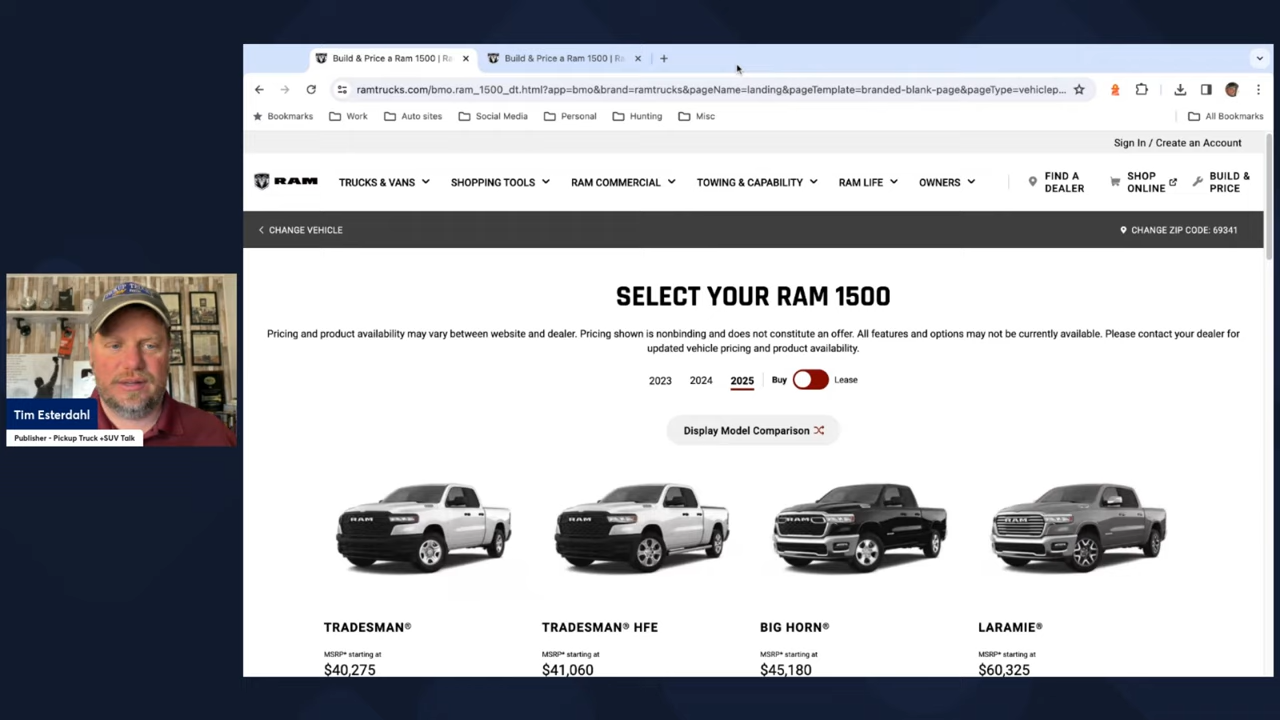 Build & Price a Ram 1500 | Ra
Build & Price a Ram 1500 | Ra
ramtrucks.com/bmo.ram_1500_dt.html?app=bmo&brand=ramtrucks&pageName=landing&pageTemplate=branded-blank-page&pageType=vehiclep...
Bookmarks Work Auto sites Social Media Personal Hunting Misc All Bookmarks
Sign In / Create an Account
RAM TRUCKS & VANS SHOPPING TOOLS RAM COMMERCIAL TOWING & CAPABILITY RAM LIFE OWNERS
FIND A
DEALER
SHOP
ONLINE
BUILD &
PRICE
CHANGE VEHICLE
CHANGE ZIP CODE: 69341
SELECT YOUR RAM 1500
Pricing and product availability may vary between website and dealer. Pricing shown is nonbinding and does not constitute an offer. All features and options may not be currently available. Please contact your dealer for
updated vehicle pricing and product availability.
2023 2024 2025 Buy Lease
Display Model Comparison
RAM RAM RAM RAM
TRADESMAN® TRADESMAN® HFE BIG HORN® LARAMIE®
MSRP* starting at MSRP* starting at MSRP* starting at MSRP* starting at
$40,275 $41,060 $45,180 $60,325
Tim Esterdahl
Publisher - Pickup Truck +SUV Talk